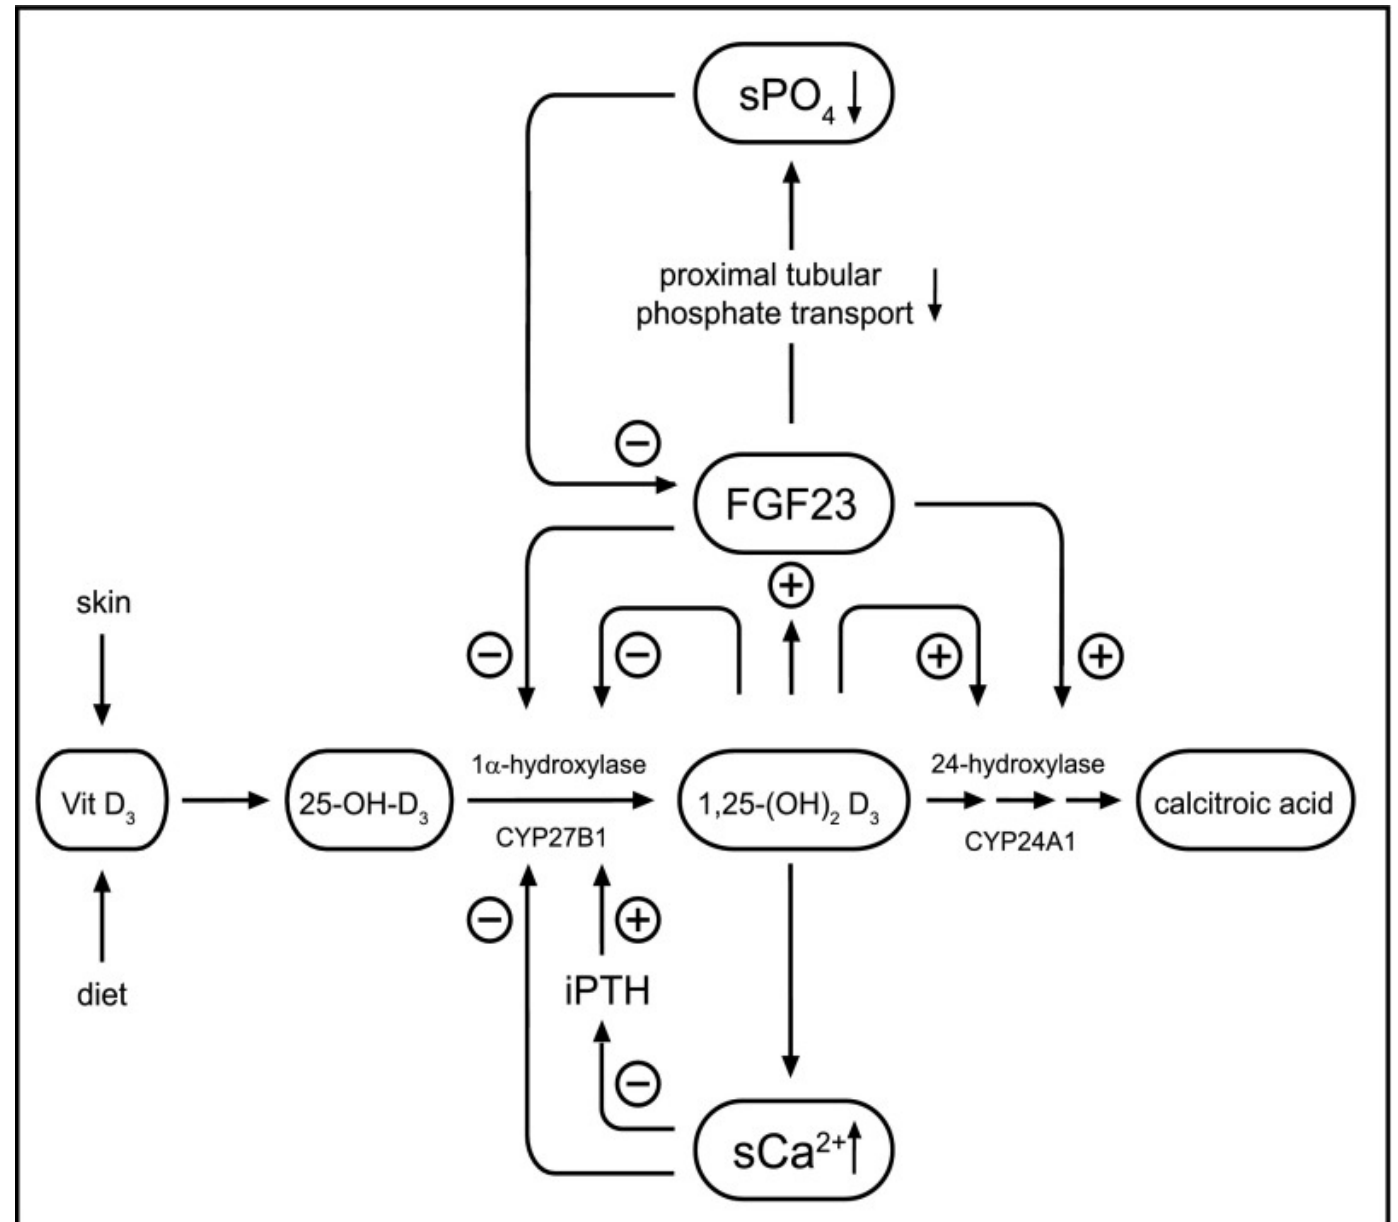 sPO₄ ↓
proximal tubular
phosphate transport ↓
−
FGF23
+
skin
−
−
+
+
1α-hydroxylase
24-hydroxylase
Vit D₃
25-OH-D₃
1,25-(OH)₂ D₃
calcitroic acid
CYP27B1
CYP24A1
−
+
diet
iPTH
−
sCa²⁺↑